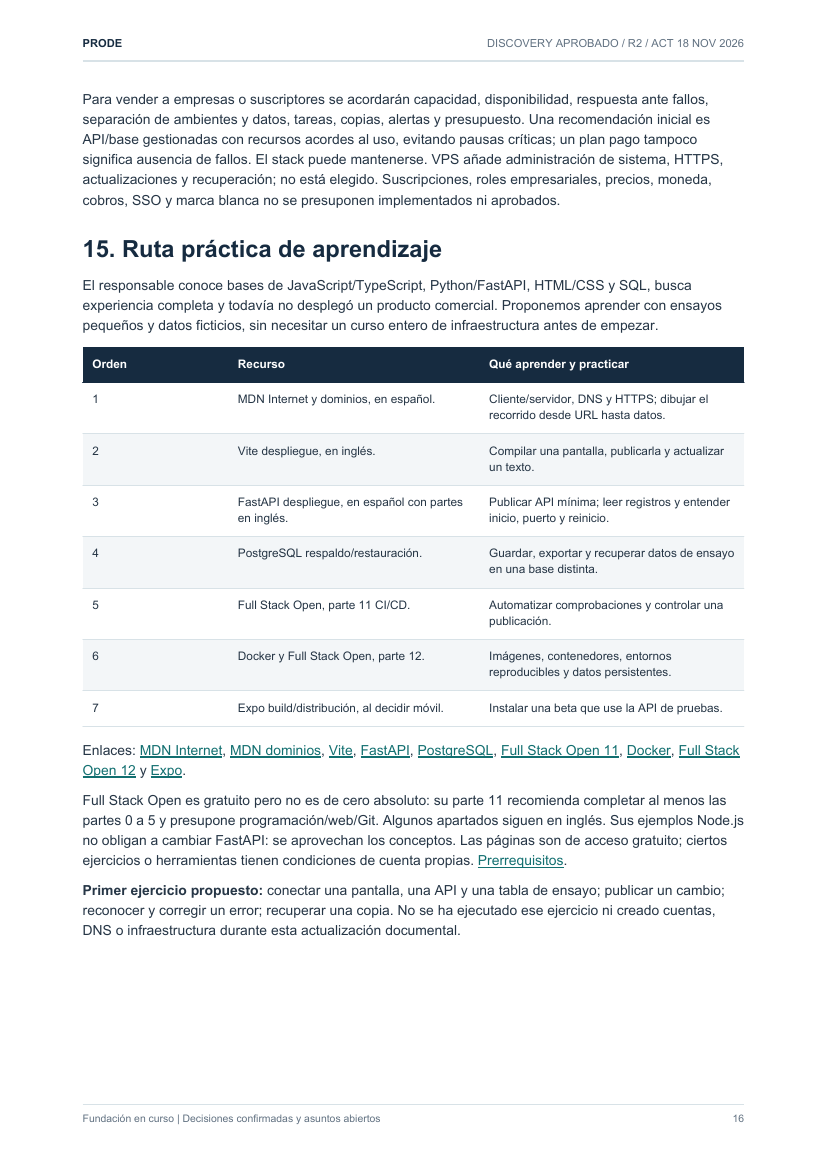 PRODE
DISCOVERY APROBADO / R2 / ACT 18 NOV 2026
Para vender a empresas o suscriptores se acordarán capacidad, disponibilidad, respuesta ante fallos,
separación de ambientes y datos, tareas, copias, alertas y presupuesto. Una recomendación inicial es
API/base gestionadas con recursos acordes al uso, evitando pausas críticas; un plan pago tampoco
significa ausencia de fallos. El stack puede mantenerse. VPS añade administración de sistema, HTTPS,
actualizaciones y recuperación; no está elegido. Suscripciones, roles empresariales, precios, moneda,
cobros, SSO y marca blanca no se presuponen implementados ni aprobados.
15. Ruta práctica de aprendizaje
El responsable conoce bases de JavaScript/TypeScript, Python/FastAPI, HTML/CSS y SQL, busca
experiencia completa y todavía no desplegó un producto comercial. Proponemos aprender con ensayos
pequeños y datos ficticios, sin necesitar un curso entero de infraestructura antes de empezar.
Orden Recurso Qué aprender y practicar
1 MDN Internet y dominios, en español. Cliente/servidor, DNS y HTTPS; dibujar el
recorrido desde URL hasta datos.
2 Vite despliegue, en inglés. Compilar una pantalla, publicarla y actualizar
un texto.
3 FastAPI despliegue, en español con partes Publicar API mínima; leer registros y entender
en inglés. inicio, puerto y reinicio.
4 PostgreSQL respaldo/restauración. Guardar, exportar y recuperar datos de ensayo
en una base distinta.
5 Full Stack Open, parte 11 CI/CD. Automatizar comprobaciones y controlar una
publicación.
6 Docker y Full Stack Open, parte 12. Imágenes, contenedores, entornos
reproducibles y datos persistentes.
7 Expo build/distribución, al decidir móvil. Instalar una beta que use la API de pruebas.
Enlaces: MDN Internet, MDN dominios, Vite, FastAPI, PostgreSQL, Full Stack Open 11, Docker, Full Stack
Open 12 y Expo.
Full Stack Open es gratuito pero no es de cero absoluto: su parte 11 recomienda completar al menos las
partes 0 a 5 y presupone programación/web/Git. Algunos apartados siguen en inglés. Sus ejemplos Node.js
no obligan a cambiar FastAPI: se aprovechan los conceptos. Las páginas son de acceso gratuito; ciertos
ejercicios o herramientas tienen condiciones de cuenta propias. Prerrequisitos.
Primer ejercicio propuesto: conectar una pantalla, una API y una tabla de ensayo; publicar un cambio;
reconocer y corregir un error; recuperar una copia. No se ha ejecutado ese ejercicio ni creado cuentas,
DNS o infraestructura durante esta actualización documental.
Fundación en curso | Decisiones confirmadas y asuntos abiertos
16